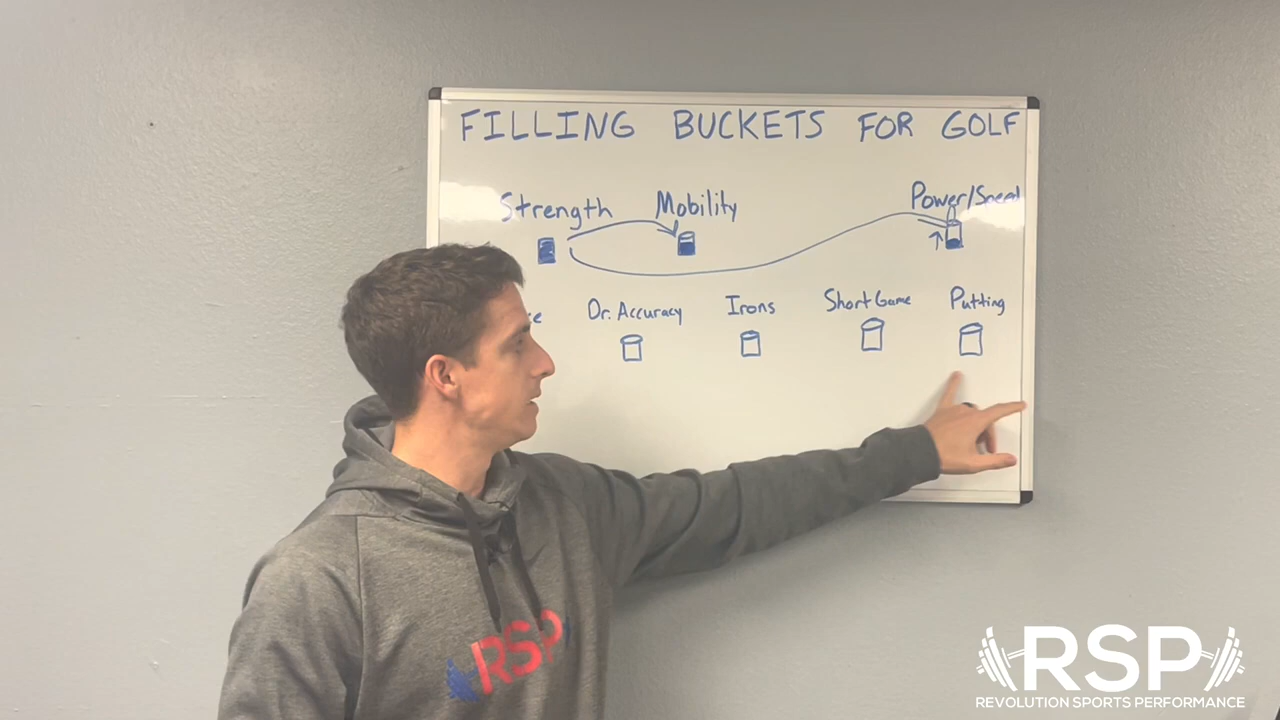 FILLING BUCKETS FOR GOLF
Strength Mobility Power/Speed
Dr. Accuracy Irons Short Game Putting
RSP
RSP
REVOLUTION SPORTS PERFORMANCE